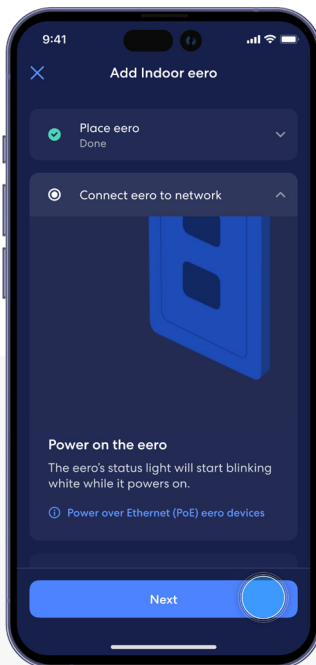 9:41
Add Indoor eero
Place eero
Done
Connect eero to network
Power on the eero
The eero's status light will start blinking
white while it powers on.
Power over Ethernet (PoE) eero devices
Next